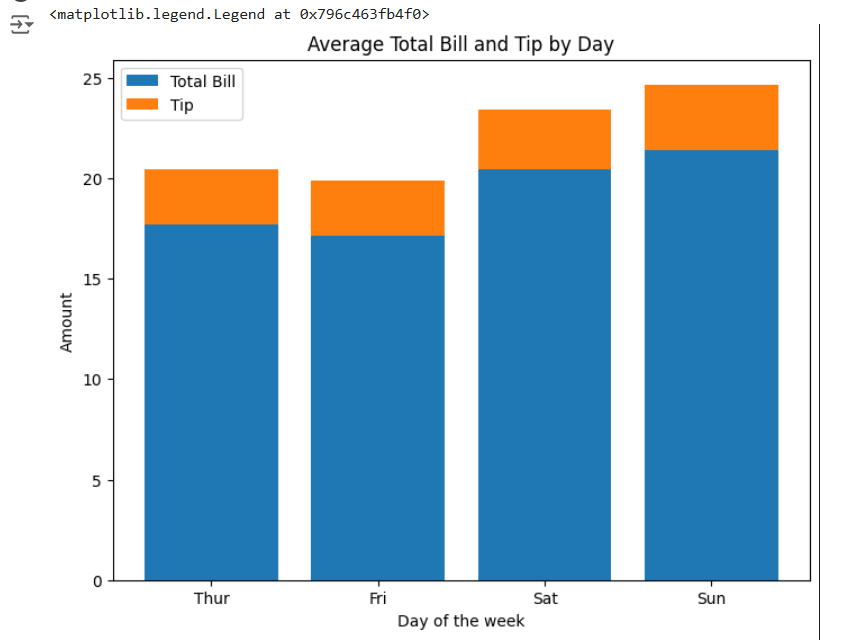 <matplotlib.legend.Legend at 0x796c463fb4f0>
Average Total Bill and Tip by Day
Total Bill
Tip
25
20
15
10
5
0
Amount
Thur Fri Sat Sun
Day of the week